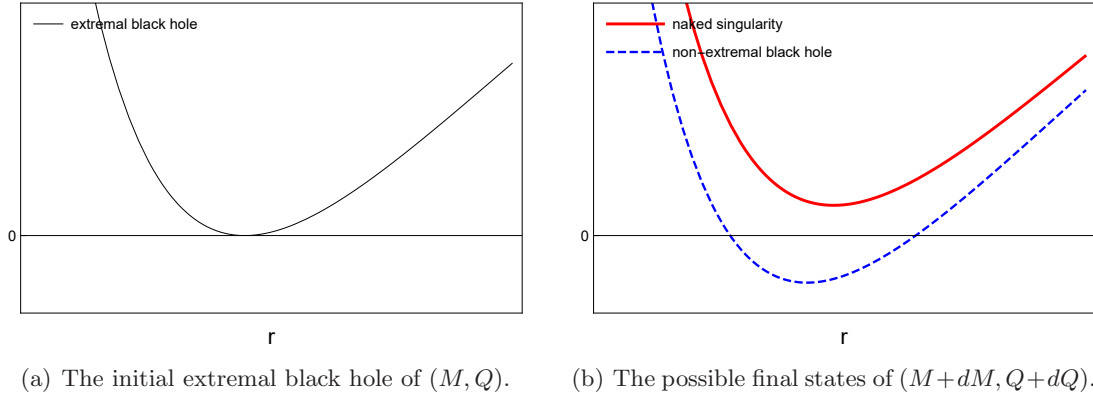 extremal black hole
0
r
(a) The initial extremal black hole of (M, Q).
naked singularity
non-extremal black hole
0
r
(b) The possible final states of (M+dM, Q+dQ).